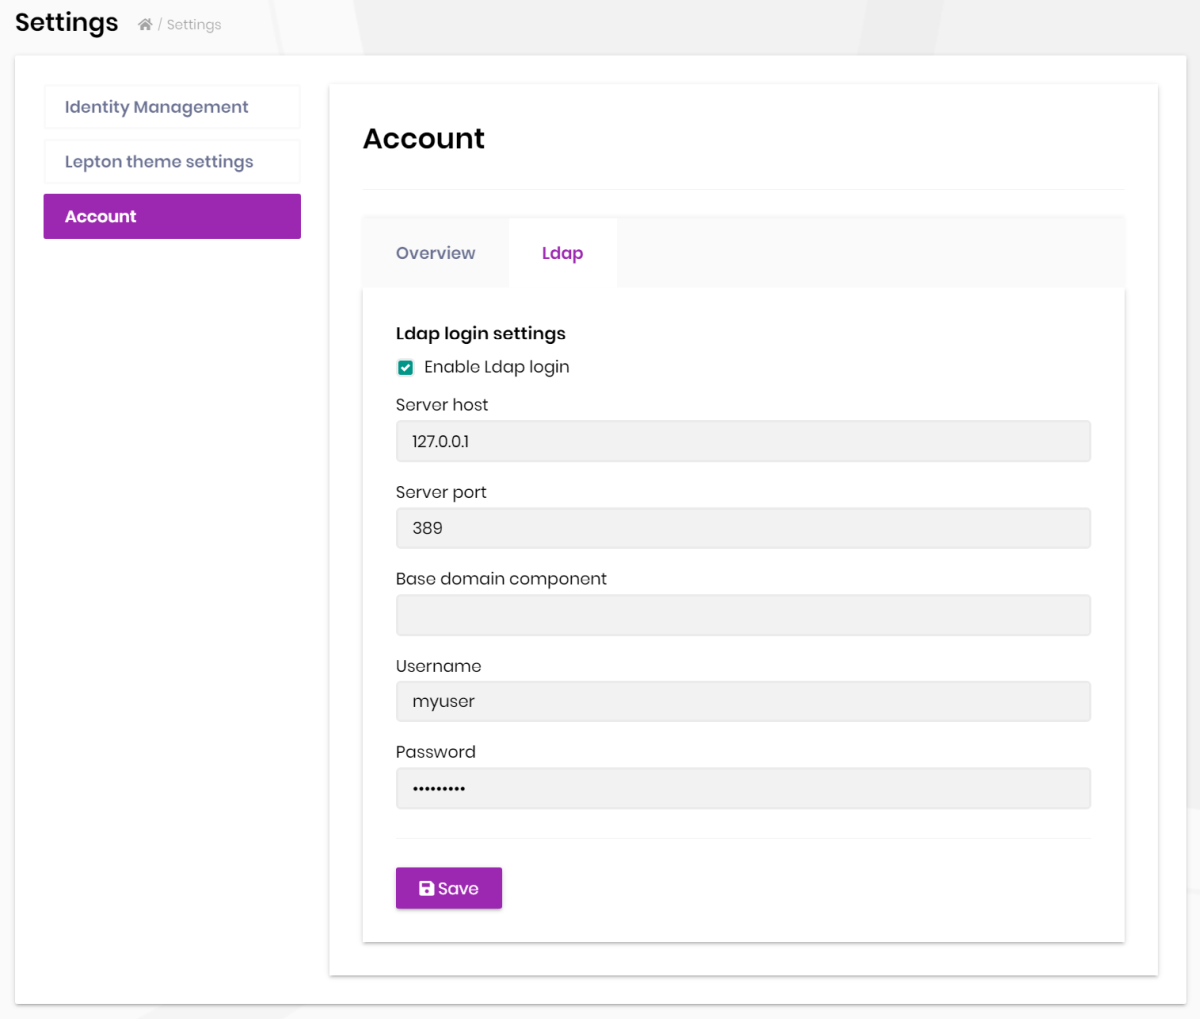 Settings
/ Settings
Identity Management
Lepton theme settings
Account
Account
Overview
Ldap
Ldap login settings
Enable Ldap login
Server host
127.0.0.1
Server port
389
Base domain component
Username
myuser
Password
•••••••••
Save